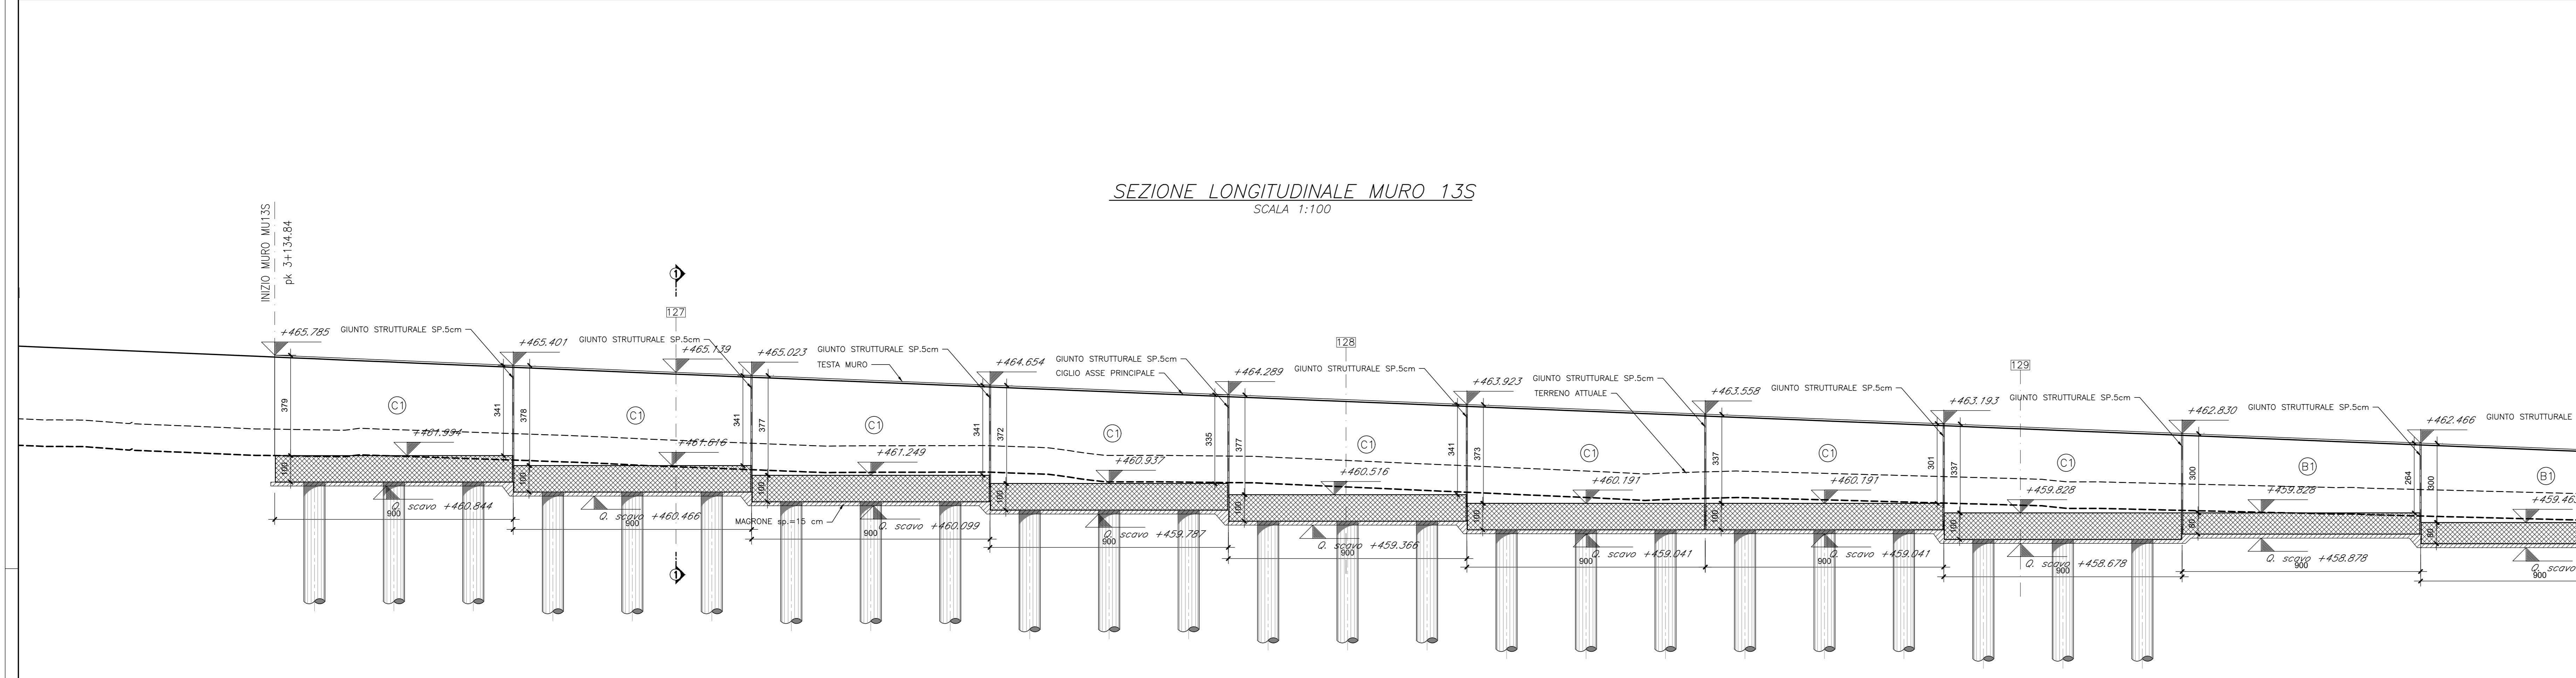 SEZIONE LONGITUDINALE MURO 13S
SCALA 1:100
INIZIO MURO MU13S
pk 3+134.84
1
127
128
129
+465.785
GIUNTO STRUTTURALE SP.5cm
+465.401
GIUNTO STRUTTURALE SP.5cm
+465.139
+465.023
GIUNTO STRUTTURALE SP.5cm
TESTA MURO
+464.654
GIUNTO STRUTTURALE SP.5cm
CIGLIO ASSE PRINCIPALE
+464.289
GIUNTO STRUTTURALE SP.5cm
+463.923
GIUNTO STRUTTURALE SP.5cm
TERRENO ATTUALE
+463.558
GIUNTO STRUTTURALE SP.5cm
+463.193
GIUNTO STRUTTURALE SP.5cm
+462.830
GIUNTO STRUTTURALE SP.5cm
+462.466
GIUNTO STRUTTURALE
379
C1
341
378
C1
341
377
C1
341
372
C1
335
377
C1
341
373
C1
337
C1
301
337
C1
300
B1
264
300
B1
+461.994
+461.616
+461.249
+460.937
+460.516
+460.191
+460.191
+459.828
+459.828
+459.463
100
100
100
100
100
100
100
100
80
80
Q. scavo +460.844
Q. scavo +460.466
MAGRONE sp.=15 cm
Q. scavo +460.099
Q. scavo +459.787
Q. scavo +459.366
Q. scavo +459.041
Q. scavo +459.041
Q. scavo +458.678
Q. scavo +458.878
Q. scavo
900
900
900
900
900
900
900
900
900
900
1